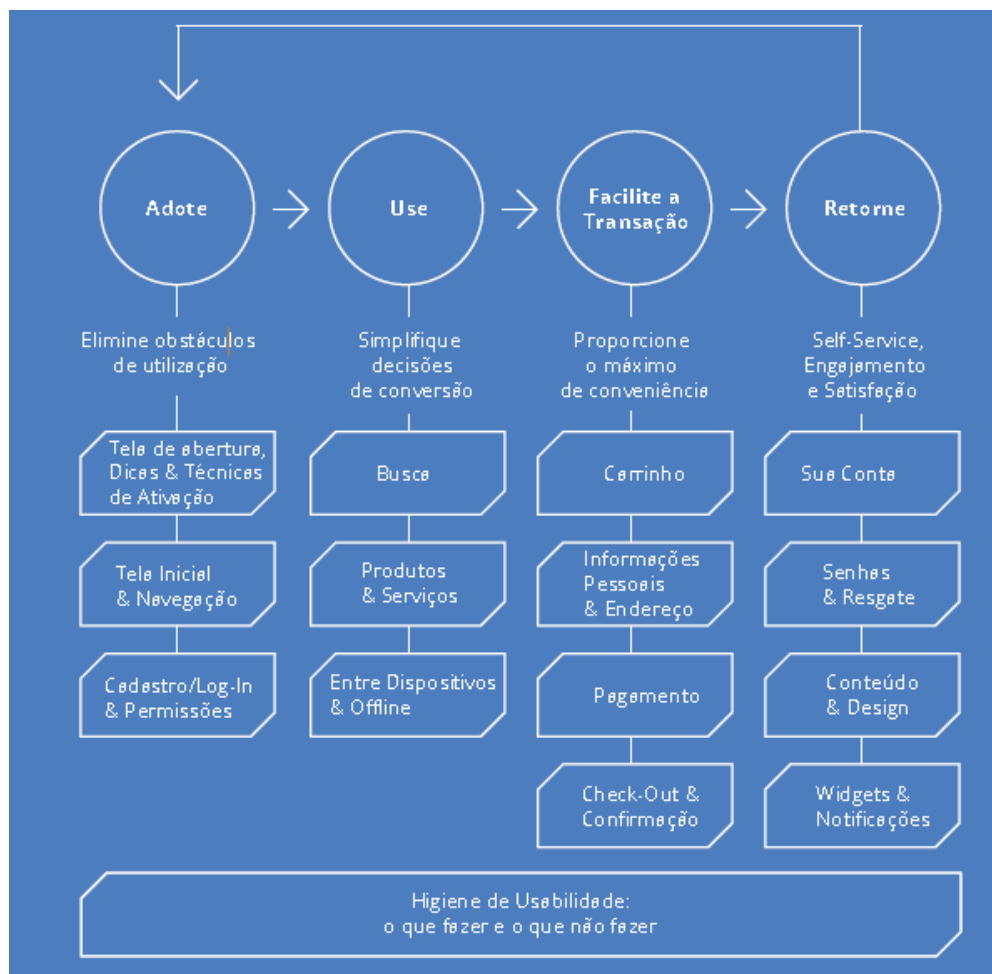 Adote
Use
Facilite a
Transação
Retorne
Elimine obstáculos
de utilização
Simplifique
decisões
de conversão
Proporcione
o máximo
de conveniência
Self-Service,
Engajamento
e Satisfação
Tela de abertura,
Dicas & Técnicas
de Ativação
Tela Inicial
& Navegação
Cadastro/Log-In
& Permissões
Busca
Produtos
& Serviços
Entre Dispositivos
& Offline
Carrinho
Informações
Pessoais
& Endereço
Pagamento
Check-Out &
Confirmação
Sua Conta
Senhas
& Resgate
Conteúdo
& Design
Widgets &
Notificações
Higiene de Usabilidade:
o que fazer e o que não fazer